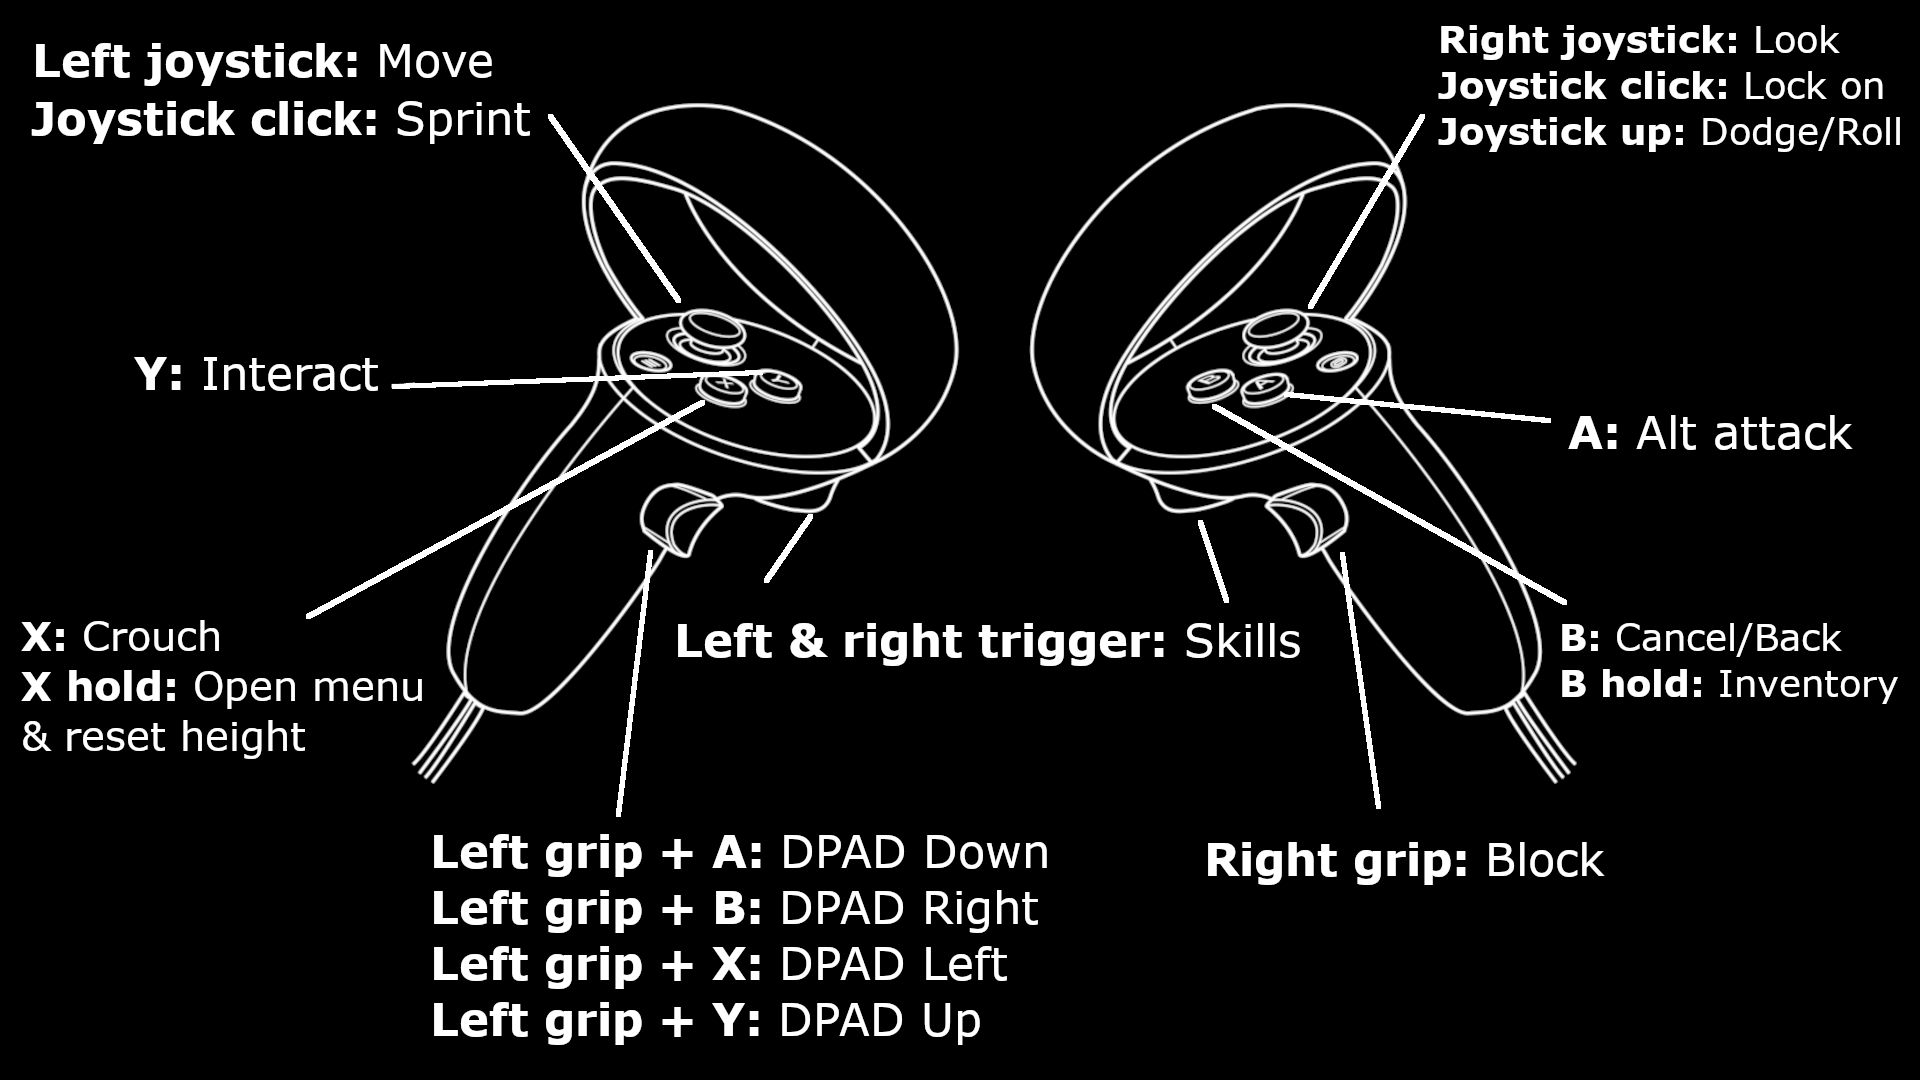 Left joystick: Move
Joystick click: Sprint
Right joystick: Look
Joystick click: Lock on
Joystick up: Dodge/Roll
Y: Interact
X
Y
B
A
A: Alt attack
X: Crouch
X hold: Open menu
& reset height
Left & right trigger: Skills
B: Cancel/Back
B hold: Inventory
Left grip + A: DPAD Down
Left grip + B: DPAD Right
Left grip + X: DPAD Left
Left grip + Y: DPAD Up
Right grip: Block